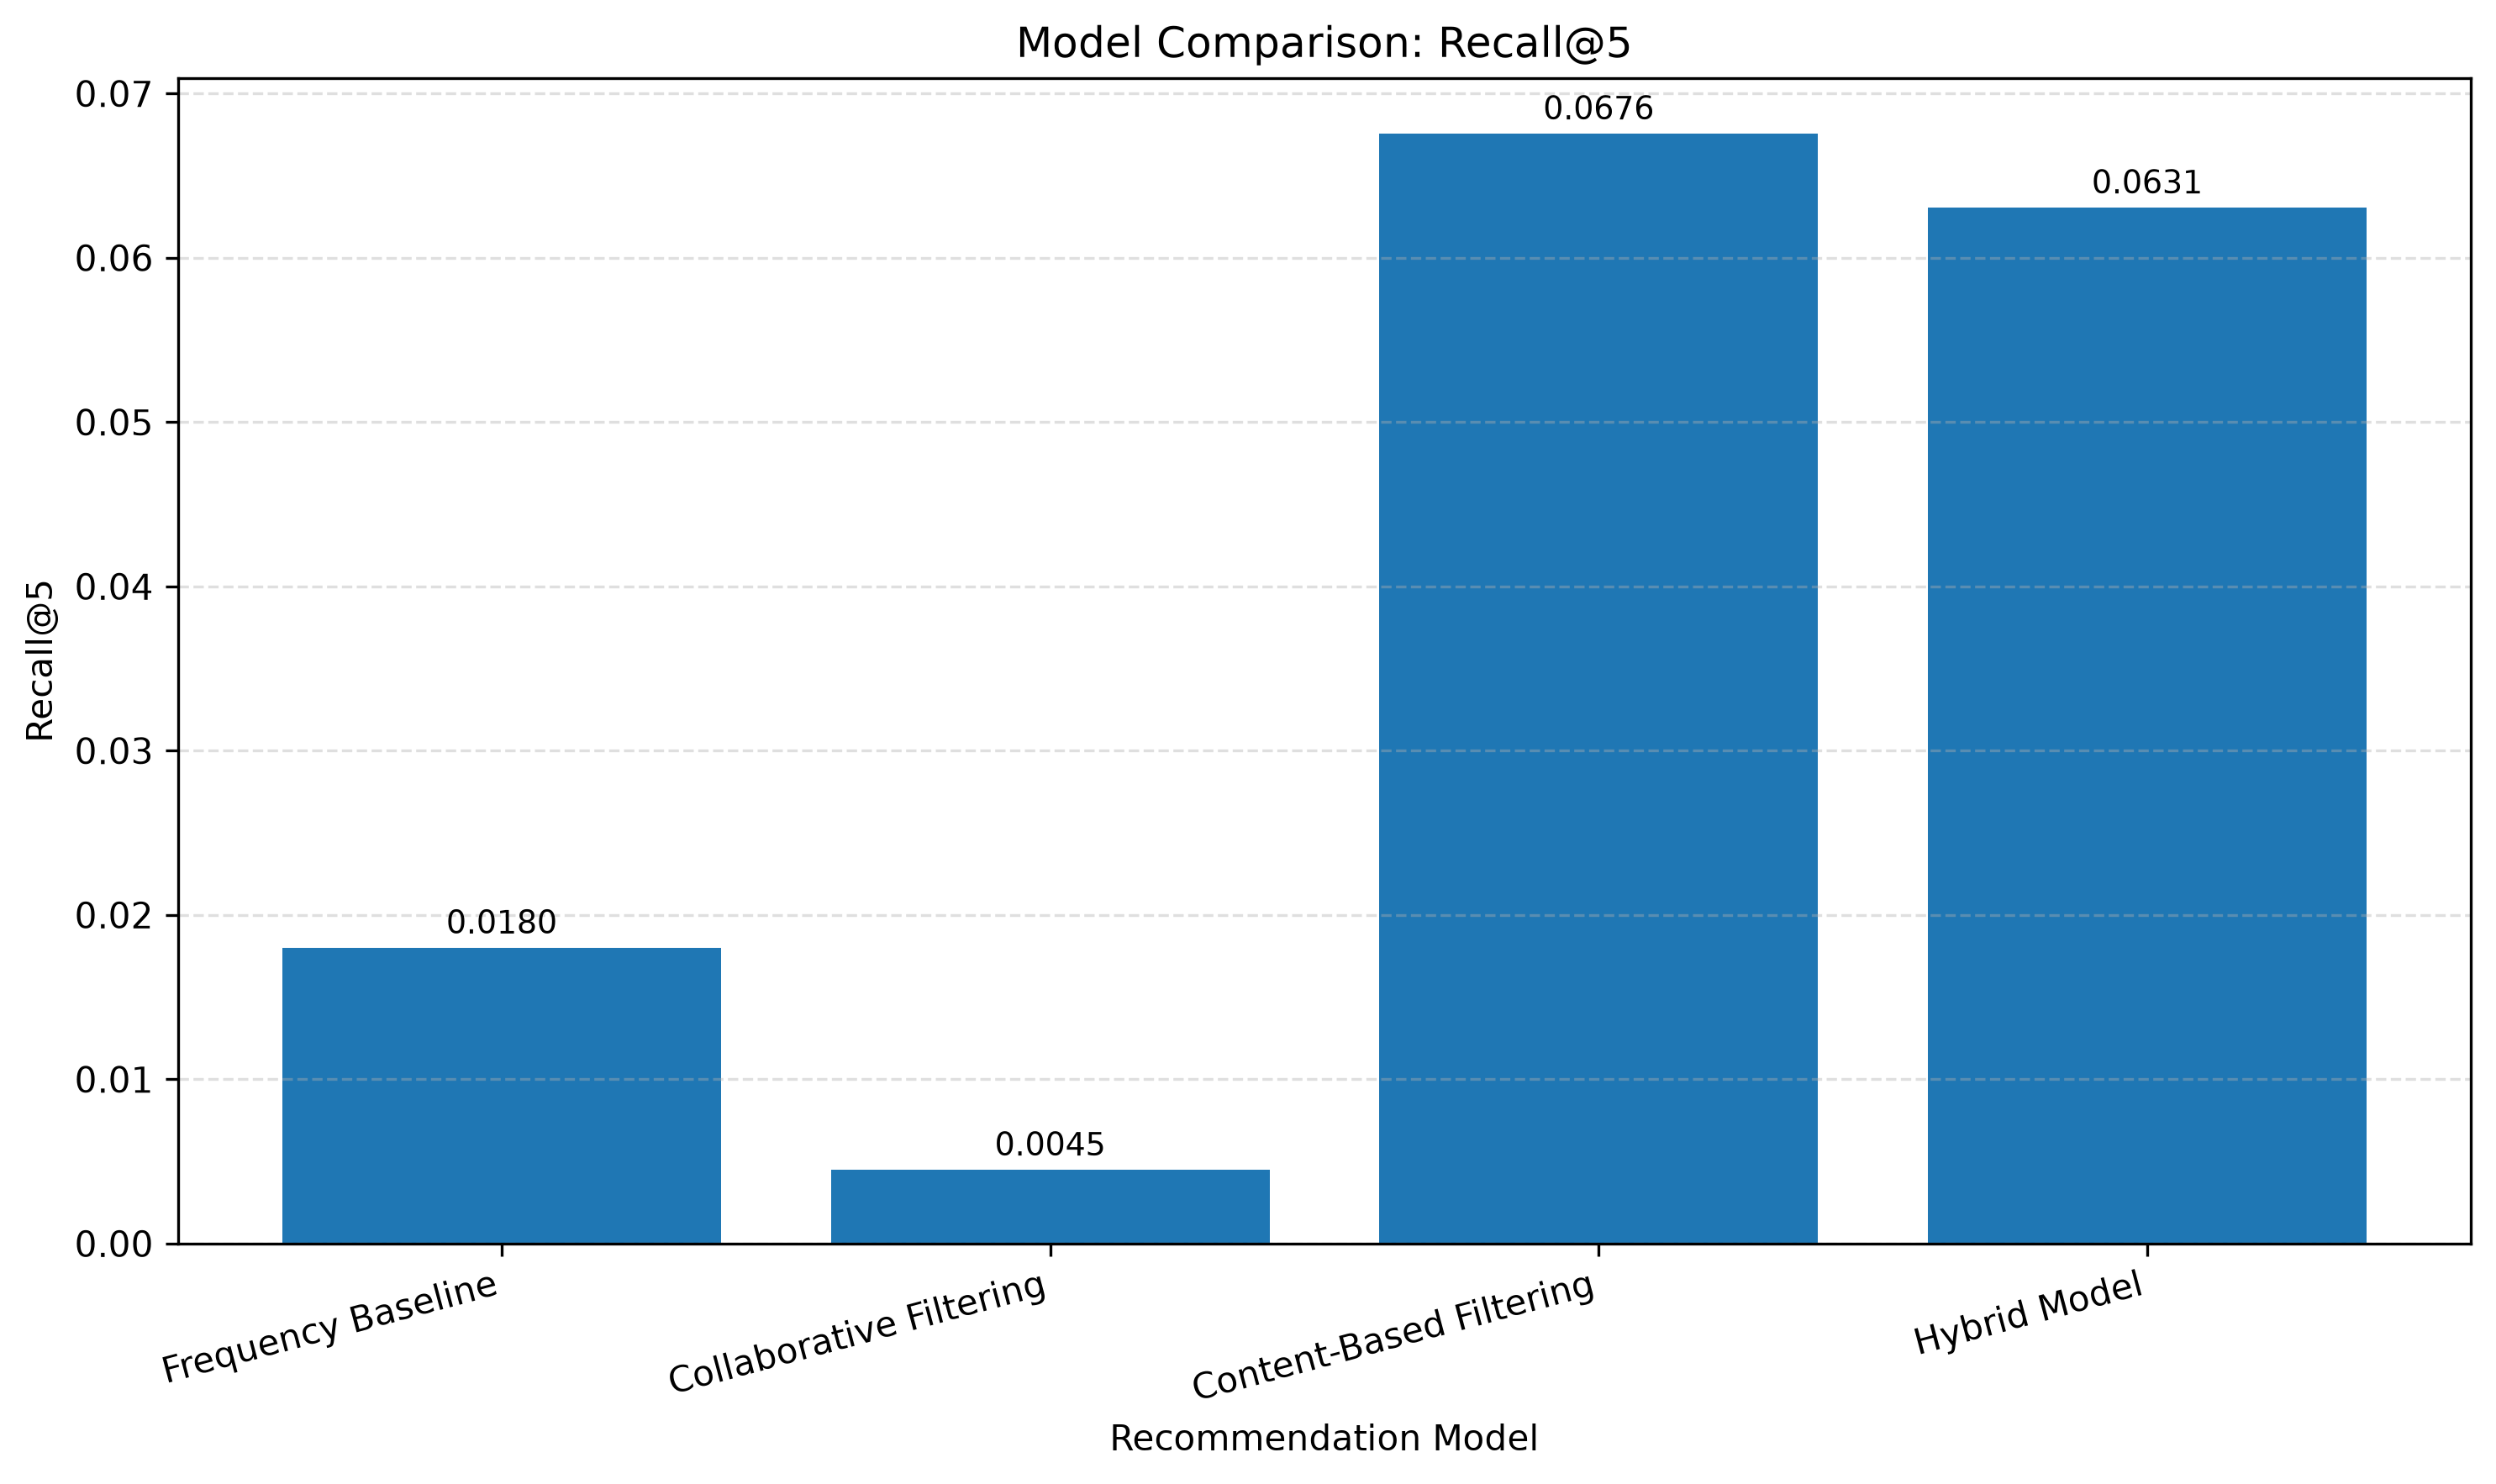 Model Comparison: Recall@5
0.07
0.06
0.05
0.04
0.03
0.02
0.01
0.00
Recall@5
0.0180
0.0045
0.0676
0.0631
Frequency Baseline
Collaborative Filtering
Content-Based Filtering
Hybrid Model
Recommendation Model